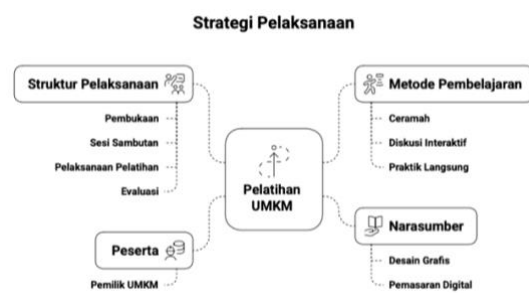 Strategi Pelaksanaan
Struktur Pelaksanaan
Pembukaan
Sesi Sambutan
Pelaksanaan Pelatihan
Evaluasi
Peserta
Pemilik UMKM
Pelatihan
UMKM
Metode Pembelajaran
Ceramah
Diskusi Interaktif
Praktik Langsung
Narasumber
Desain Grafis
Pemasaran Digital